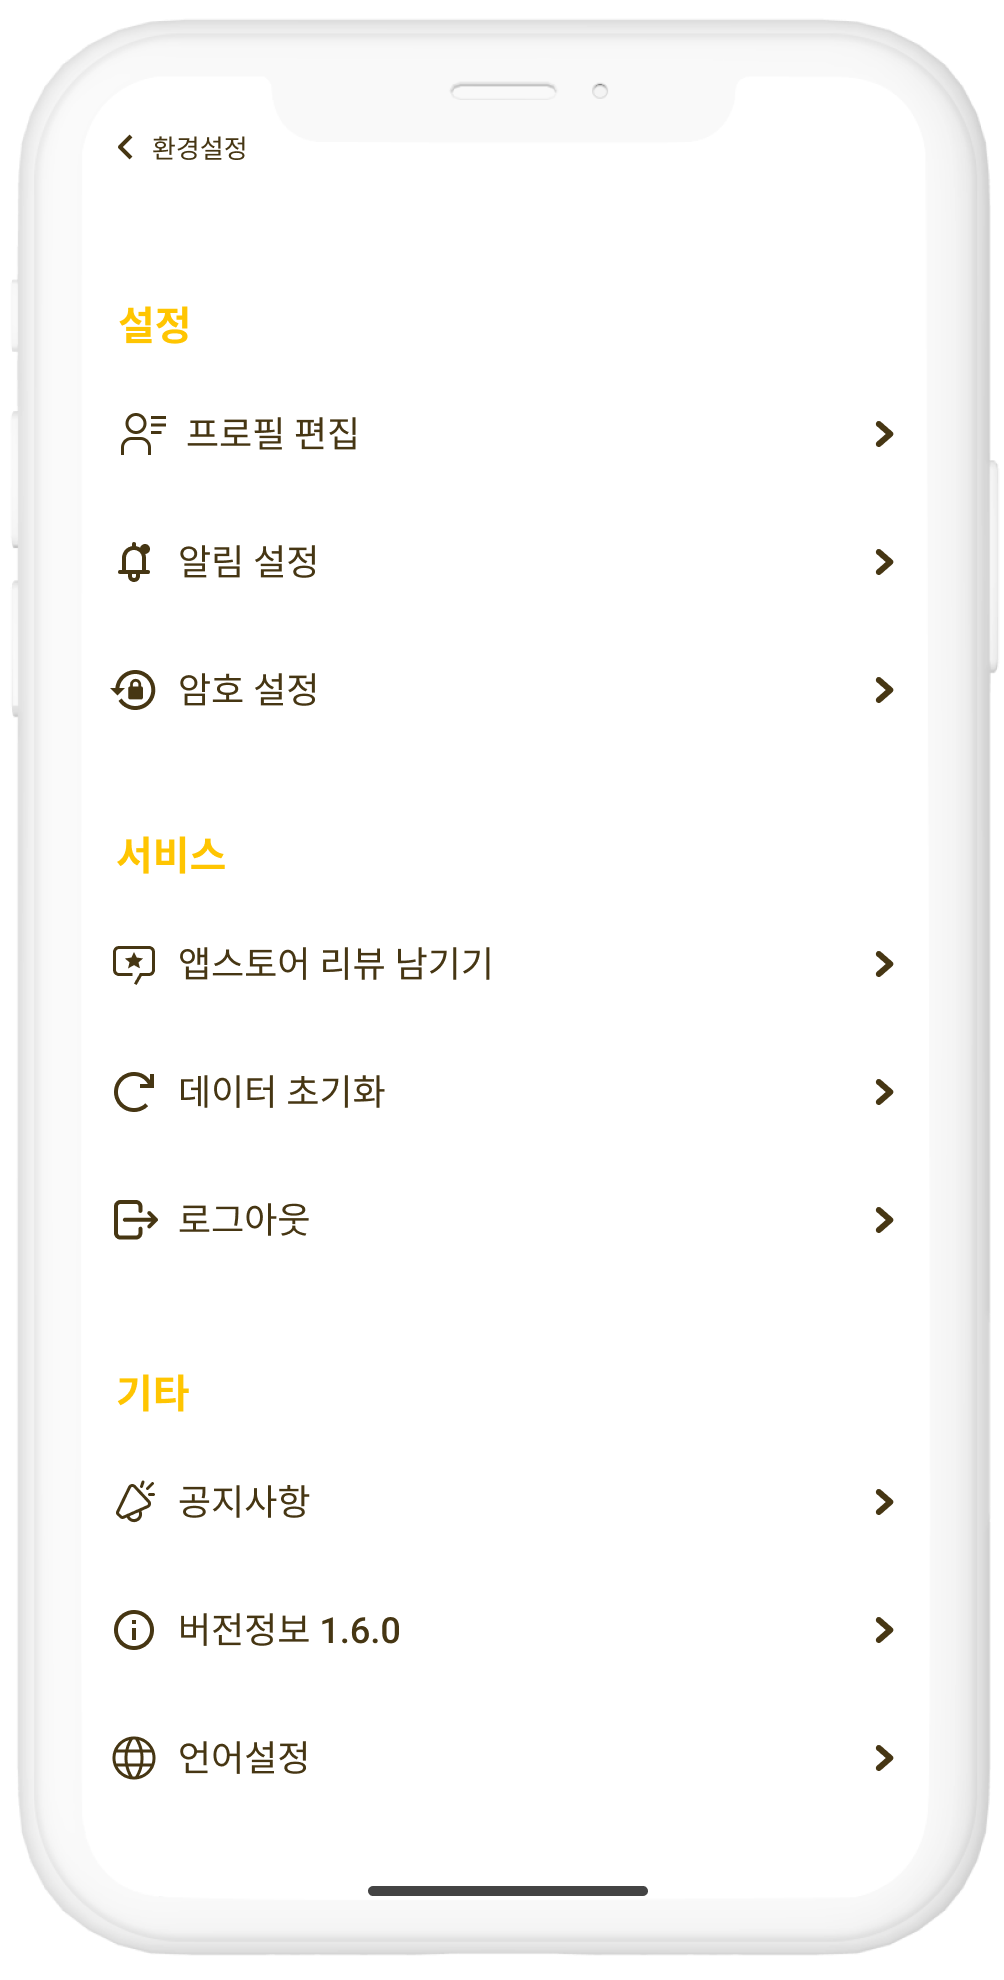 환경설정
설정
프로필 편집
알림 설정
암호 설정
서비스
앱스토어 리뷰 남기기
데이터 초기화
로그아웃
기타
공지사항
버전정보 1.6.0
언어설정